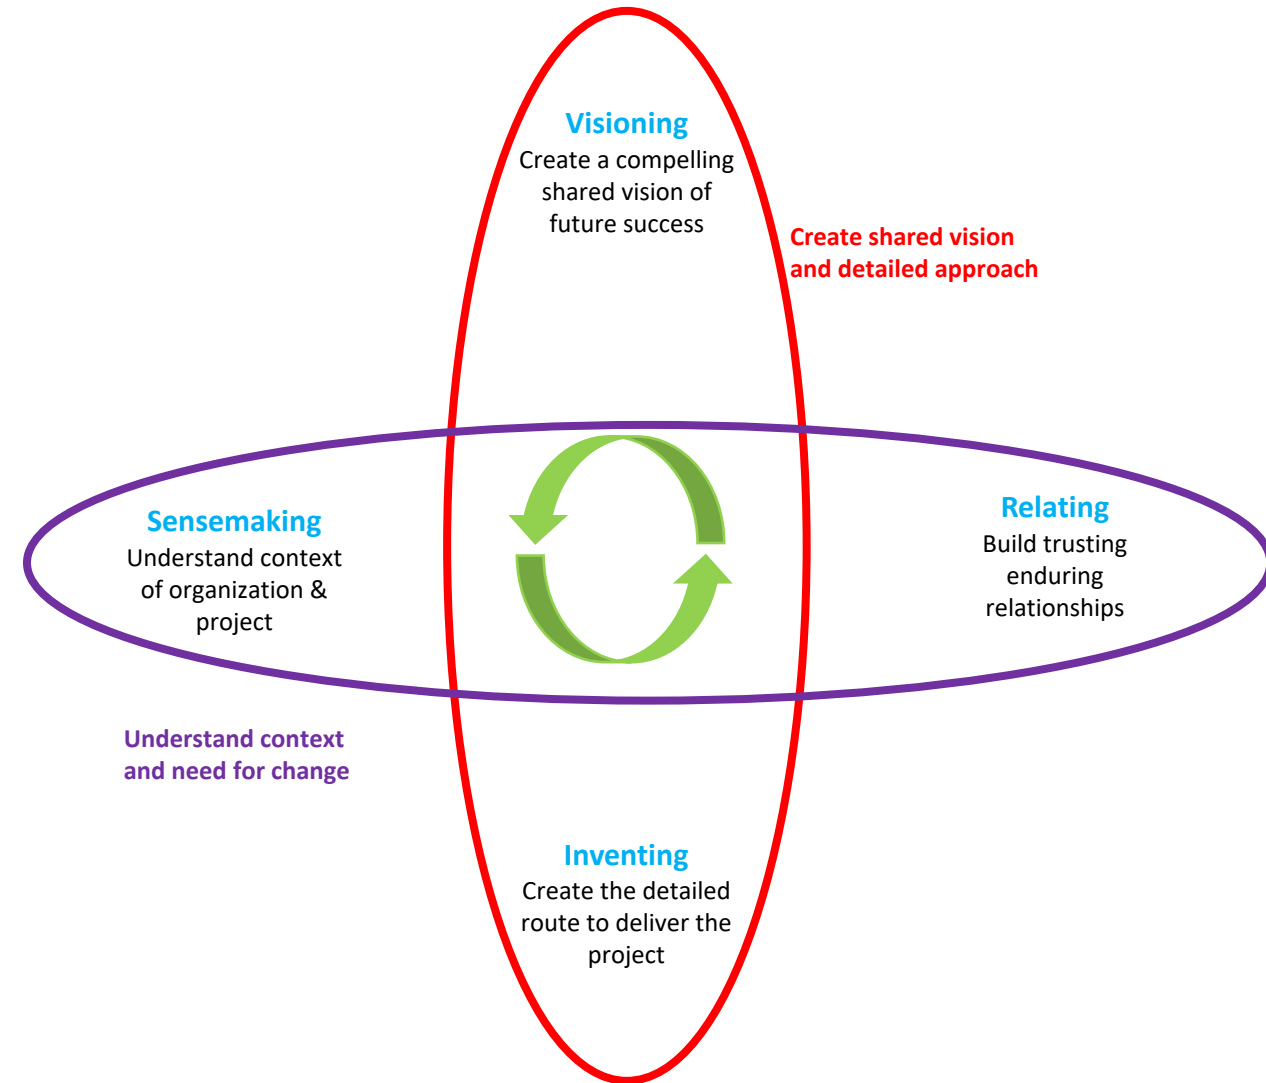 Visioning
Create a compelling
shared vision of
future success
Create shared vision
and detailed approach
Sensemaking
Understand context
of organization &
project
Relating
Build trusting
enduring
relationships
Understand context
and need for change
Inventing
Create the detailed
route to deliver the
project